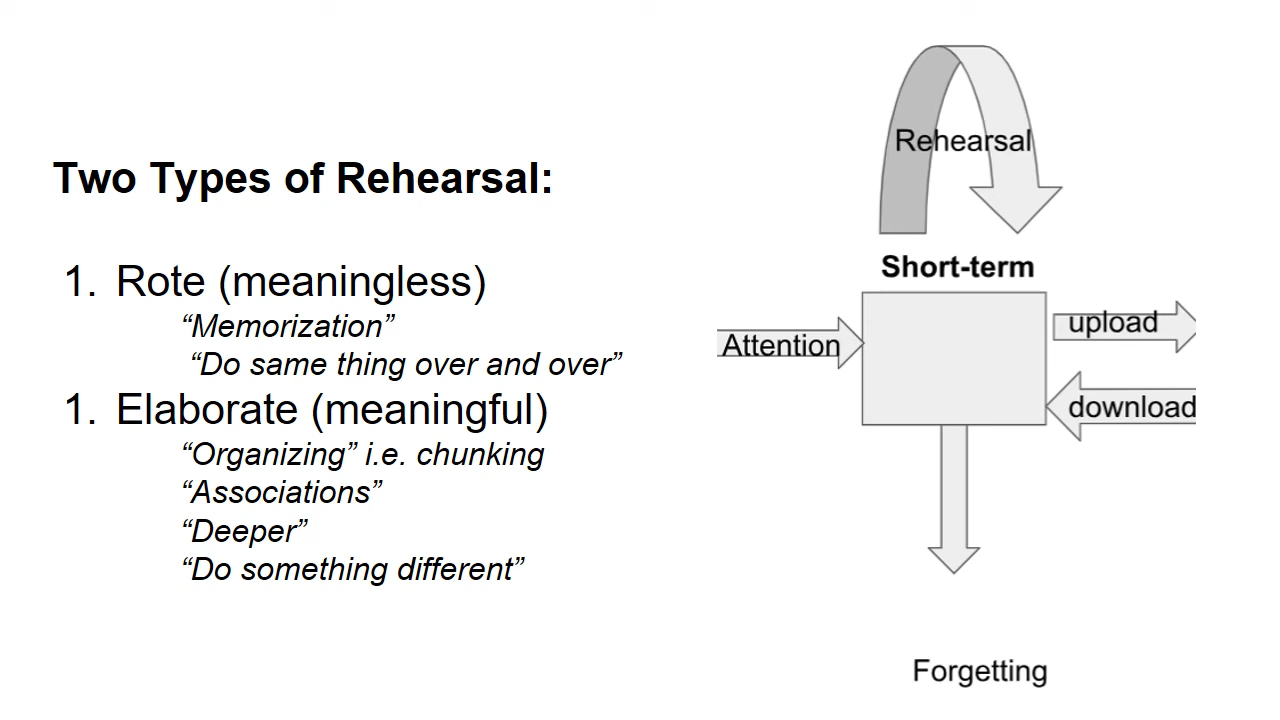 Two Types of Rehearsal:
1. Rote (meaningless)
“Memorization”
“Do same thing over and over”
1. Elaborate (meaningful)
“Organizing” i.e. chunking
“Associations”
“Deeper”
“Do something different”
Rehearsal
Short-term
Attention
upload
download
Forgetting